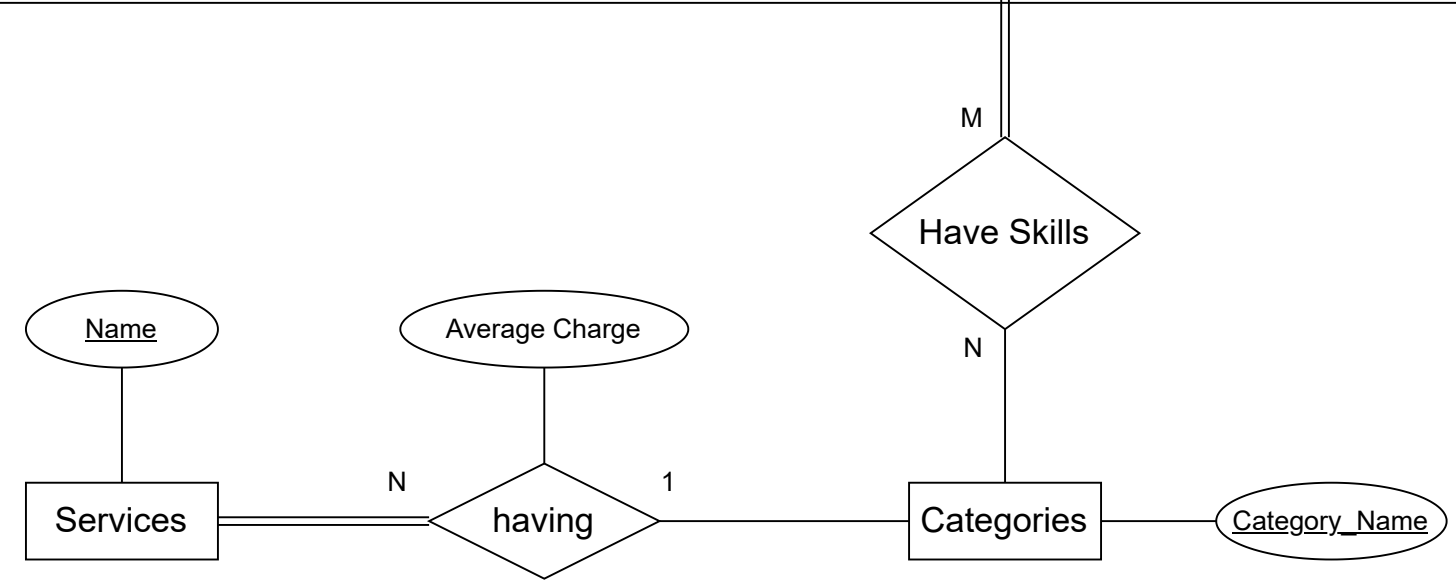 M
Have Skills
Name
Average Charge
N
N
1
Services
having
Categories
Category_Name